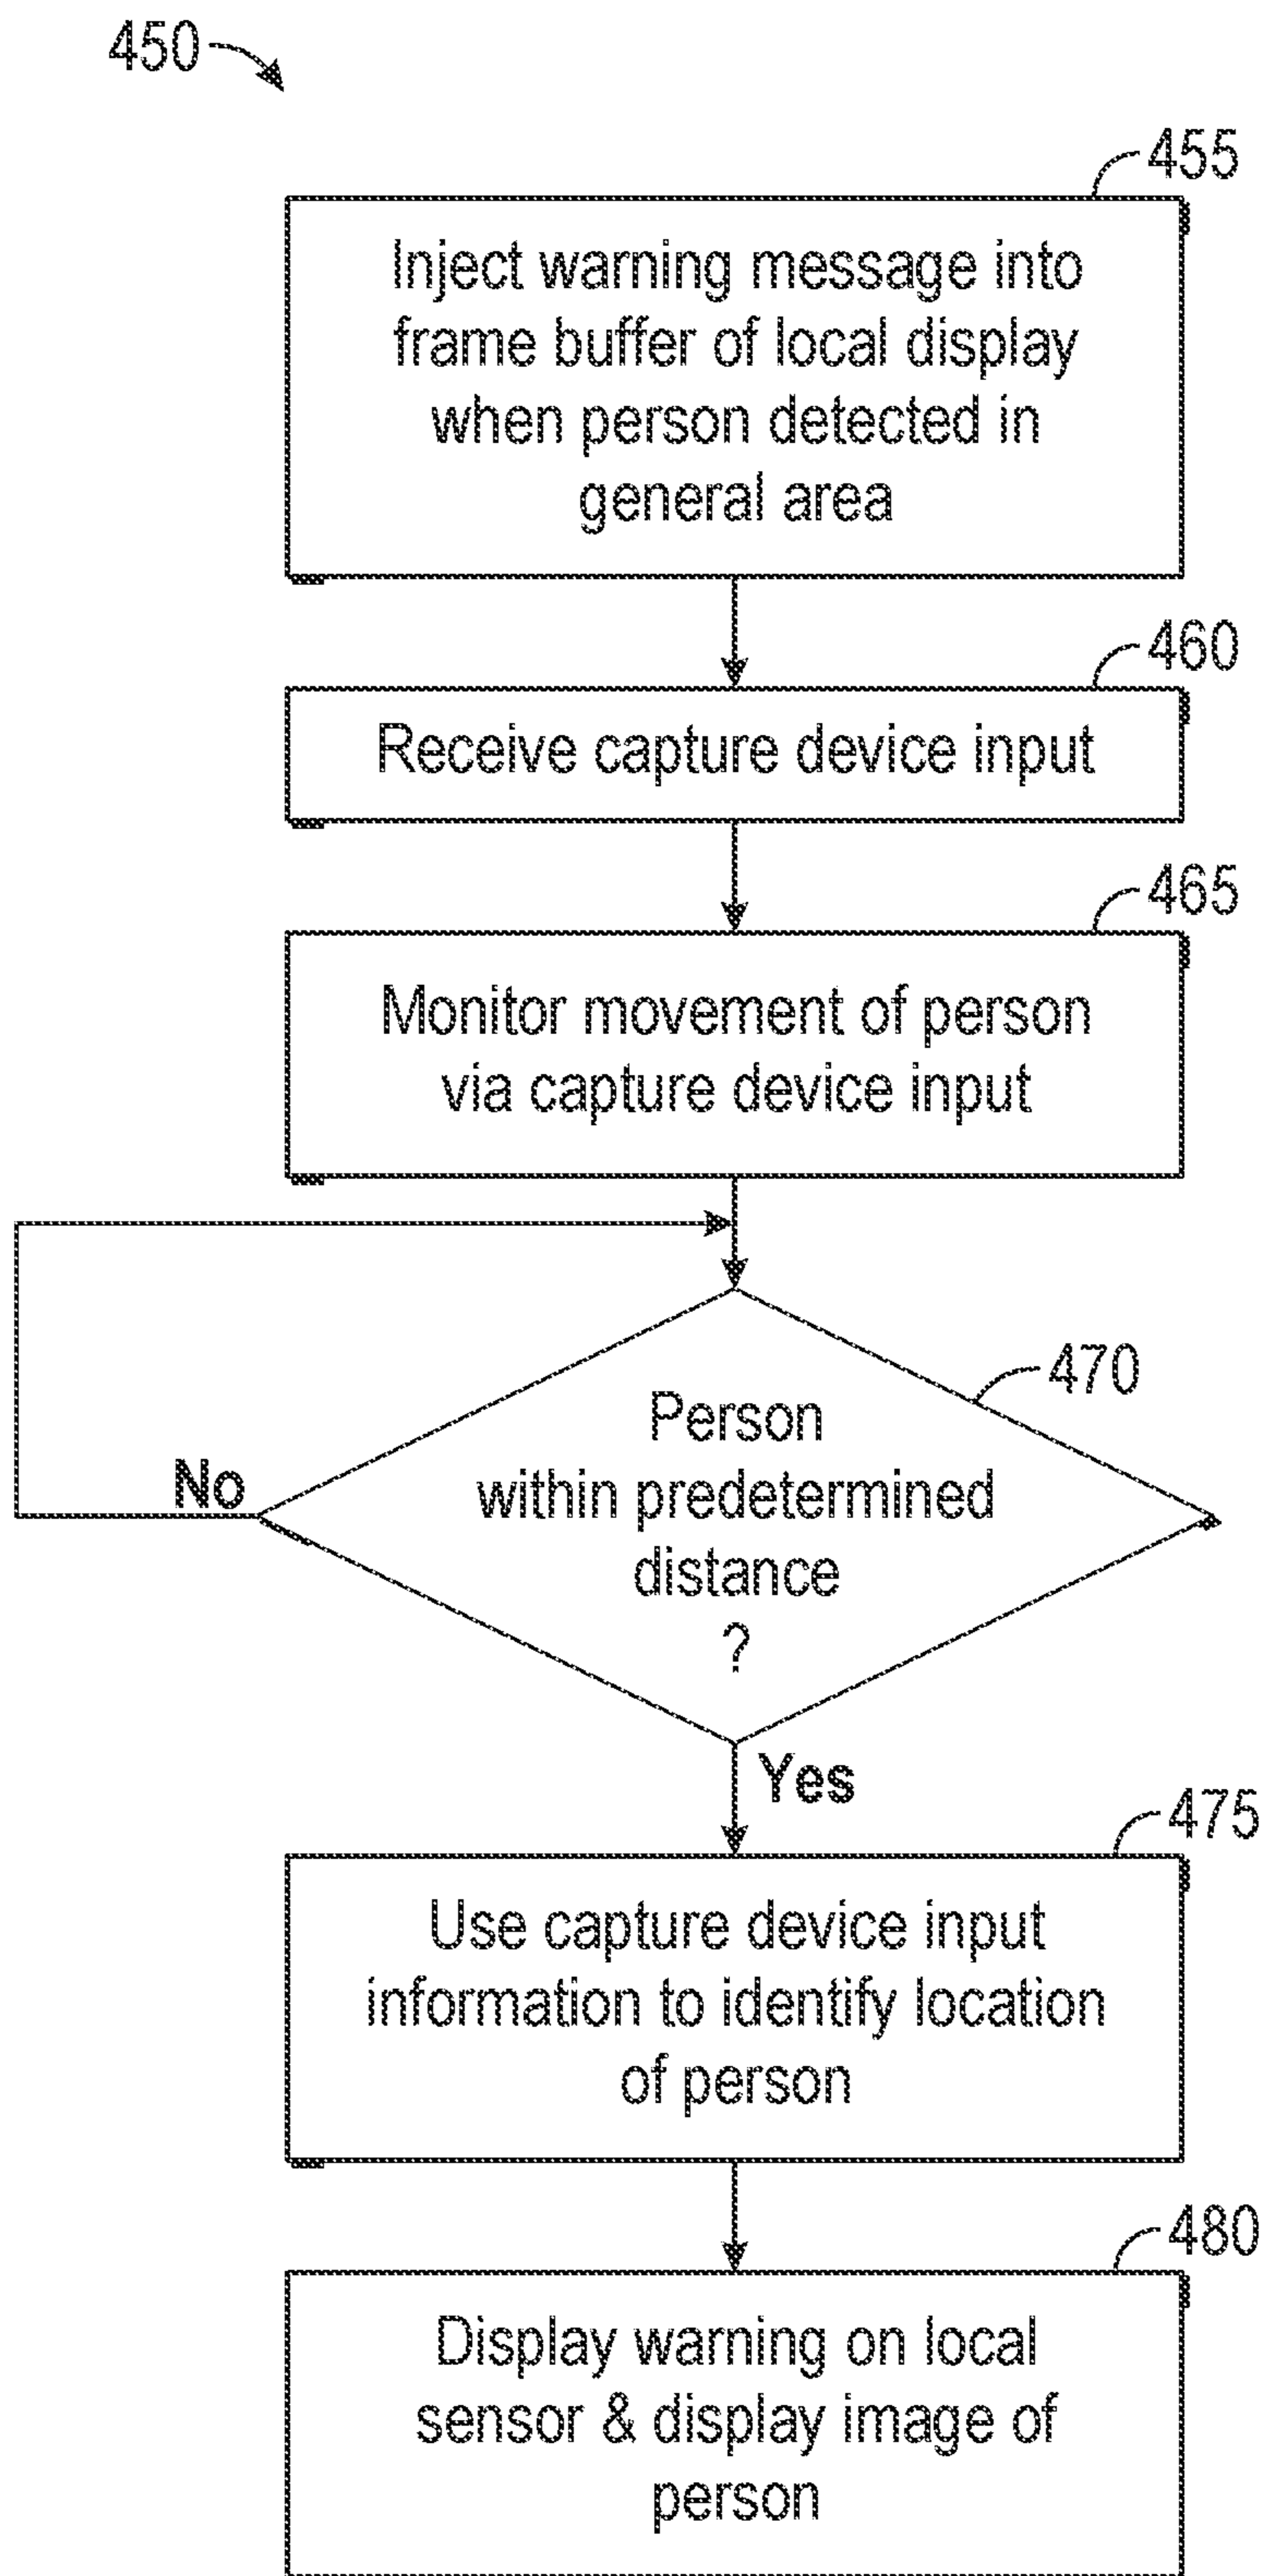 450
455
Inject warning message into
frame buffer of local display
when person detected in
general area
460
Receive capture device input
465
Monitor movement of person
via capture device input
470
Person
within predetermined
distance
?
No
Yes
475
Use capture device input
information to identify location
of person
480
Display warning on local
sensor & display image of
person